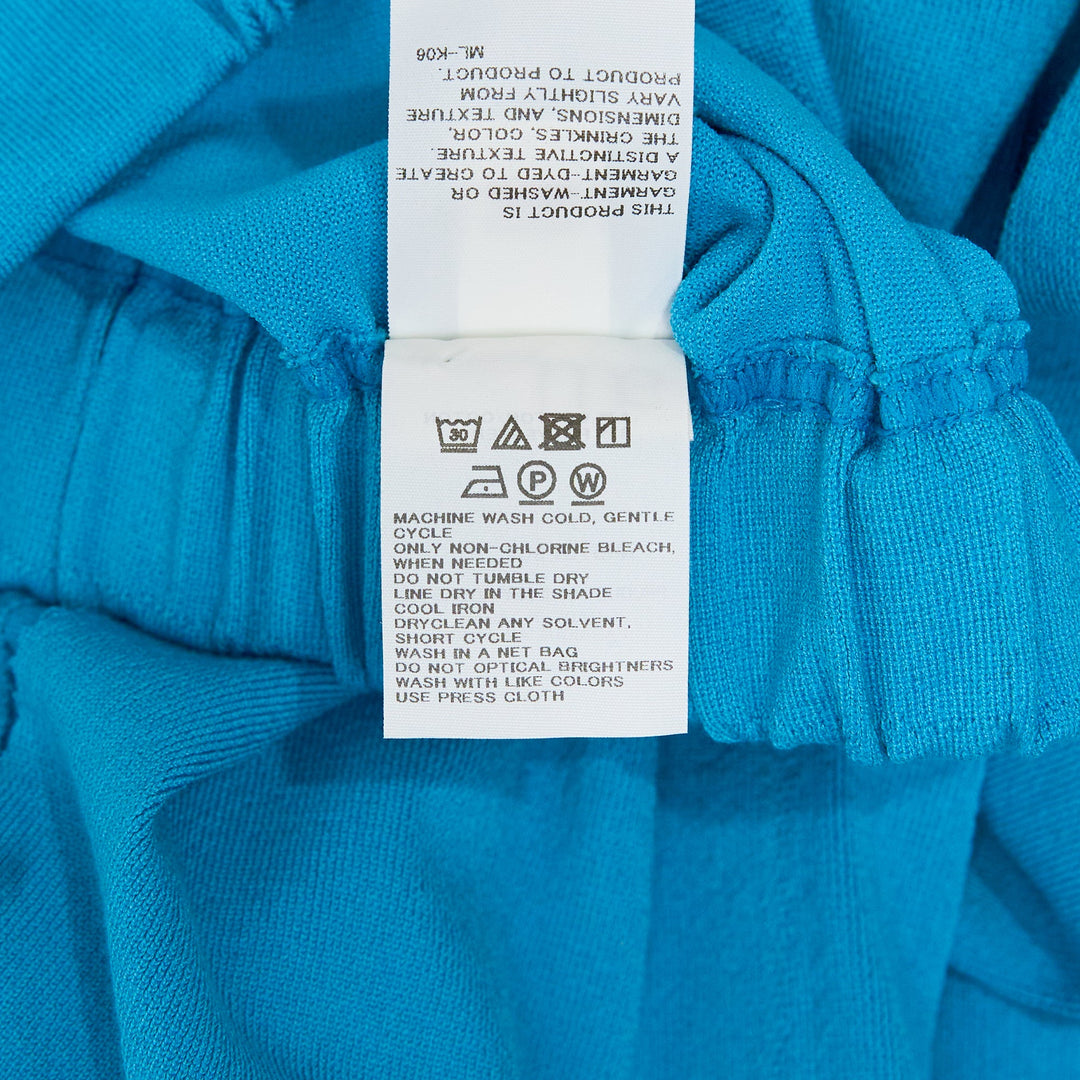 THIS PRODUCT IS
GARMENT-WASHED OR
GARMENT-DYED TO CREATE
A DISTINCTIVE TEXTURE.
THE CRINKLES, COLOR,
DIMENSIONS, AND TEXTURE
VARY SLIGHTLY FROM
PRODUCT TO PRODUCT.
ML-K06
30
P W
MACHINE WASH COLD, GENTLE
CYCLE
ONLY NON-CHLORINE BLEACH,
WHEN NEEDED
DO NOT TUMBLE DRY
LINE DRY IN THE SHADE
COOL IRON
DRYCLEAN ANY SOLVENT,
SHORT CYCLE
WASH IN A NET BAG
DO NOT OPTICAL BRIGHTNERS
WASH WITH LIKE COLORS
USE PRESS CLOTH